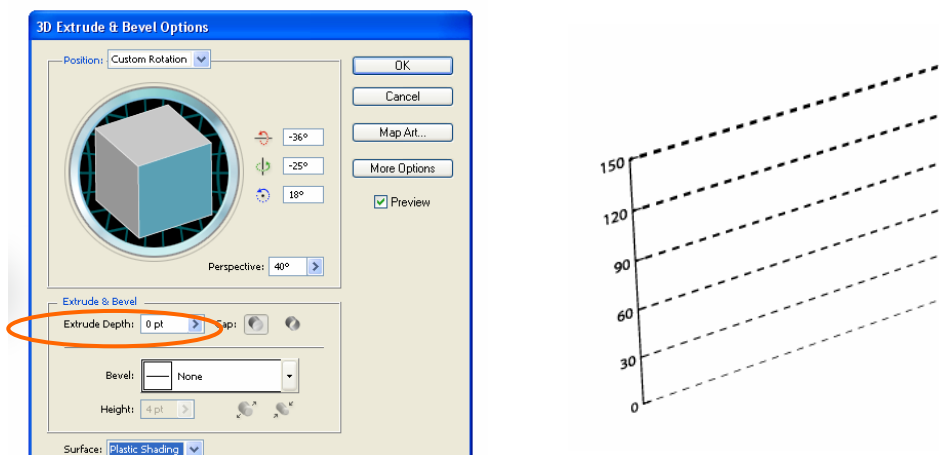 3D Extrude & Bevel Options
Position: Custom Rotation
OK
Cancel
-36°
Map Art...
-25°
More Options
18°
Preview
Perspective: 40°
Extrude & Bevel
Extrude Depth: 0 pt Cap:
Bevel: None
Height: 4 pt
Surface: Plastic Shading
150
120
90
60
30
0